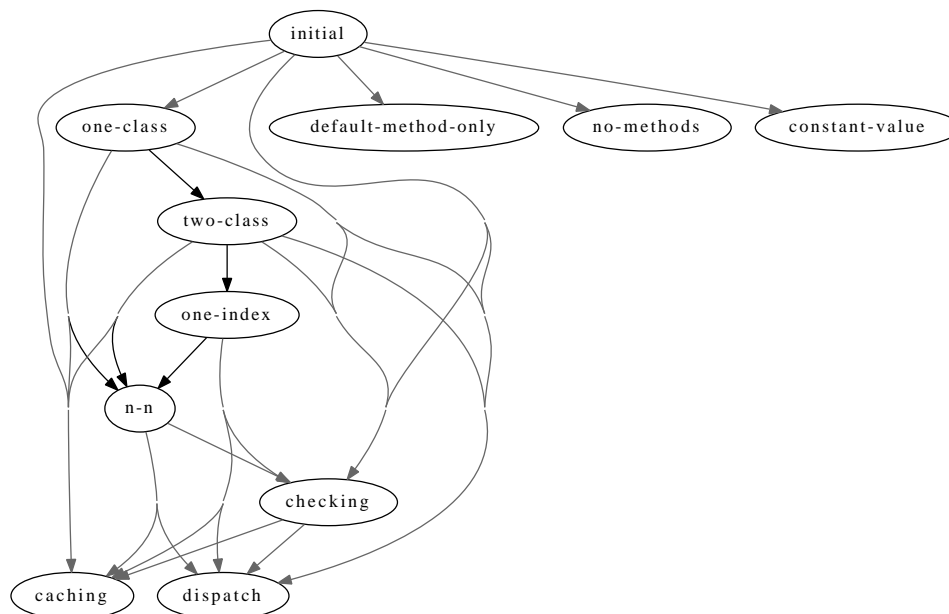 initial
one-class
default-method-only
no-methods
constant-value
two-class
one-index
n-n
checking
caching
dispatch